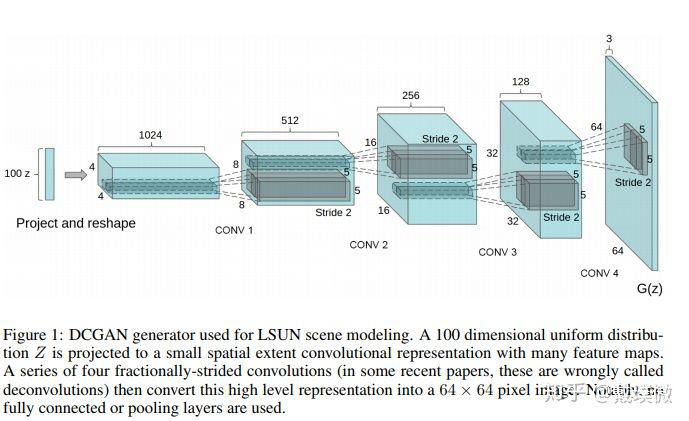 3
128
256
512
1024
64
5
5
Stride 2
16
Stride 2
5
5
32
100 z
4
8
5
5
5
5
4
8
Stride 2
16
Stride 2
32
Project and reshape
CONV 1
CONV 2
CONV 3
64
CONV 4
G(z)
Figure 1: DCGAN generator used for LSUN scene modeling. A 100 dimensional uniform distribu-
tion Z is projected to a small spatial extent convolutional representation with many feature maps.
A series of four fractionally-strided convolutions (in some recent papers, these are wrongly called
deconvolutions) then convert this high level representation into a 64 × 64 pixel image. Notably, no
fully connected or pooling layers are used.
知乎 @戴璞微